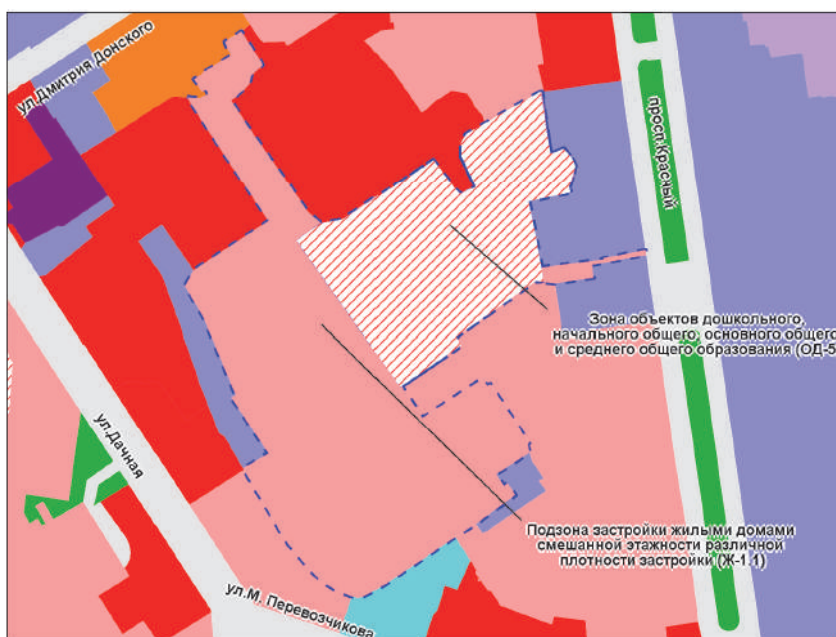 ул.Дмитрия Донского
просп.Красный
Зона объектов дошкольного,
начального общего, основного общего
и среднего общего образования (ОД-5
ул.Дачная
Подзона застройки жилыми домами
смешанной этажности различной
плотности застройки (Ж-1.1)
ул.М. Перевозчикова